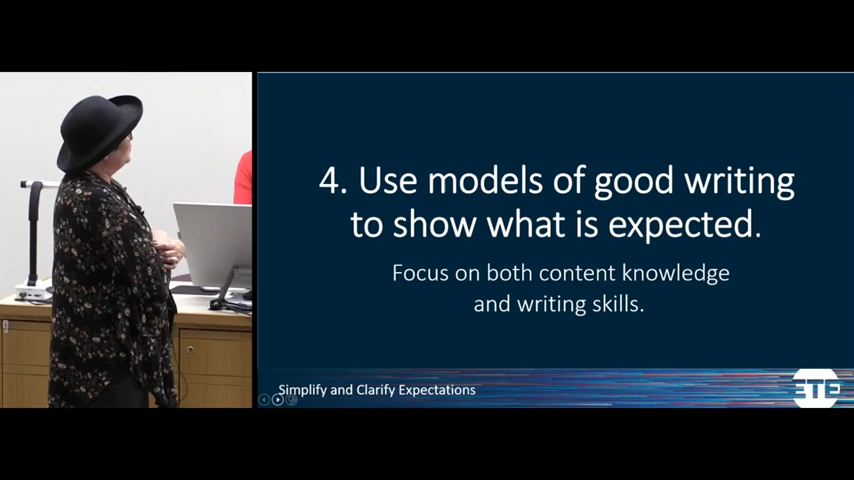 4. Use models of good writing
to show what is expected.
Focus on both content knowledge
and writing skills.
Simplify and Clarify Expectations
ETE